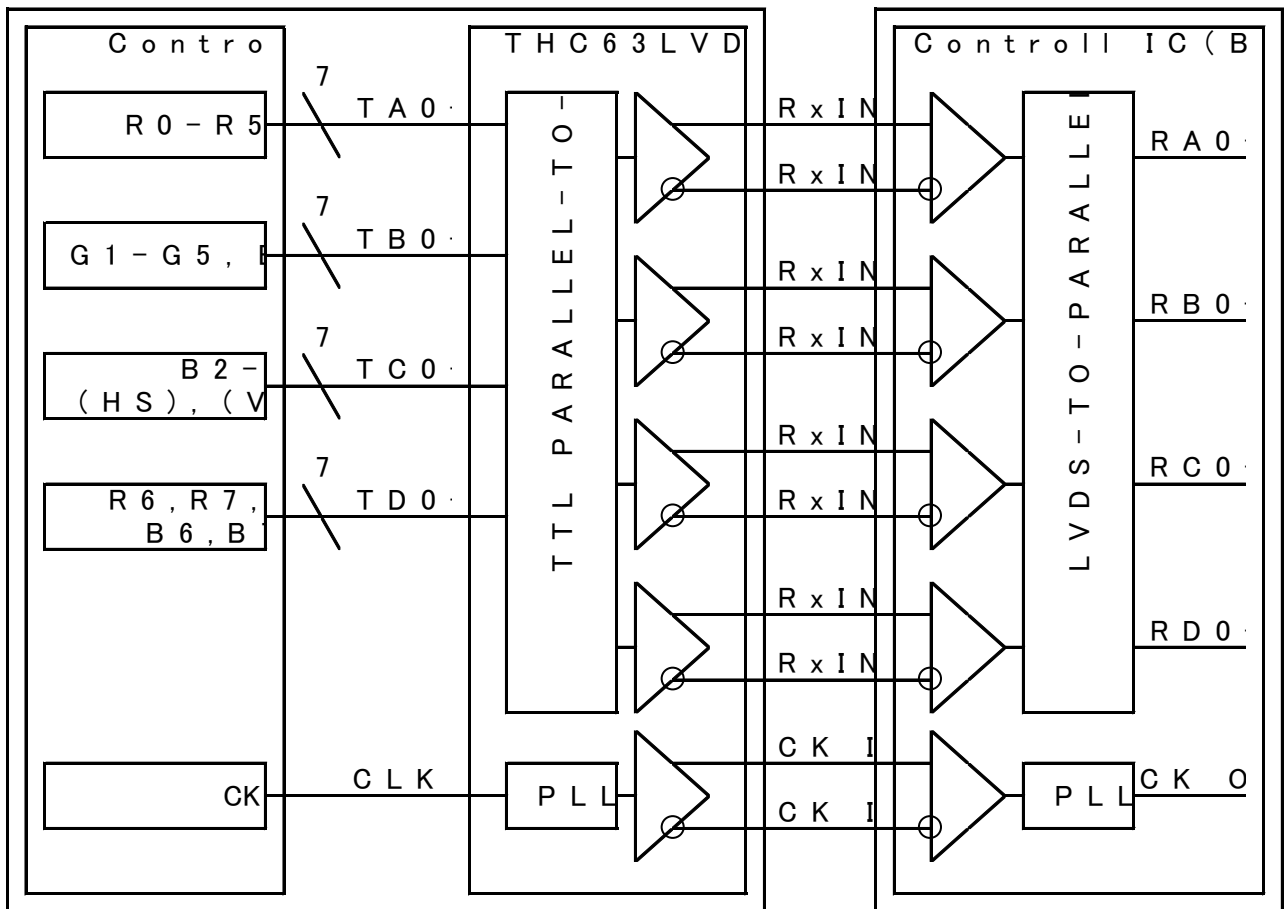 Contro
THC63LVD
Controll IC(B
R0-R5
7
TA0
TTL PARALLEL-TO-
RxIN
RxIN
LVDS-TO-PARALLE
RA0
G1-G5,
7
TB0
RxIN
RxIN
RB0
B2-
(HS),(V
7
TC0
RxIN
RxIN
RC0
R6,R7,
B6,B
7
TD0
RxIN
RxIN
RD0
CK
CLK
PLL
CK I
CK I
PLL
CK O